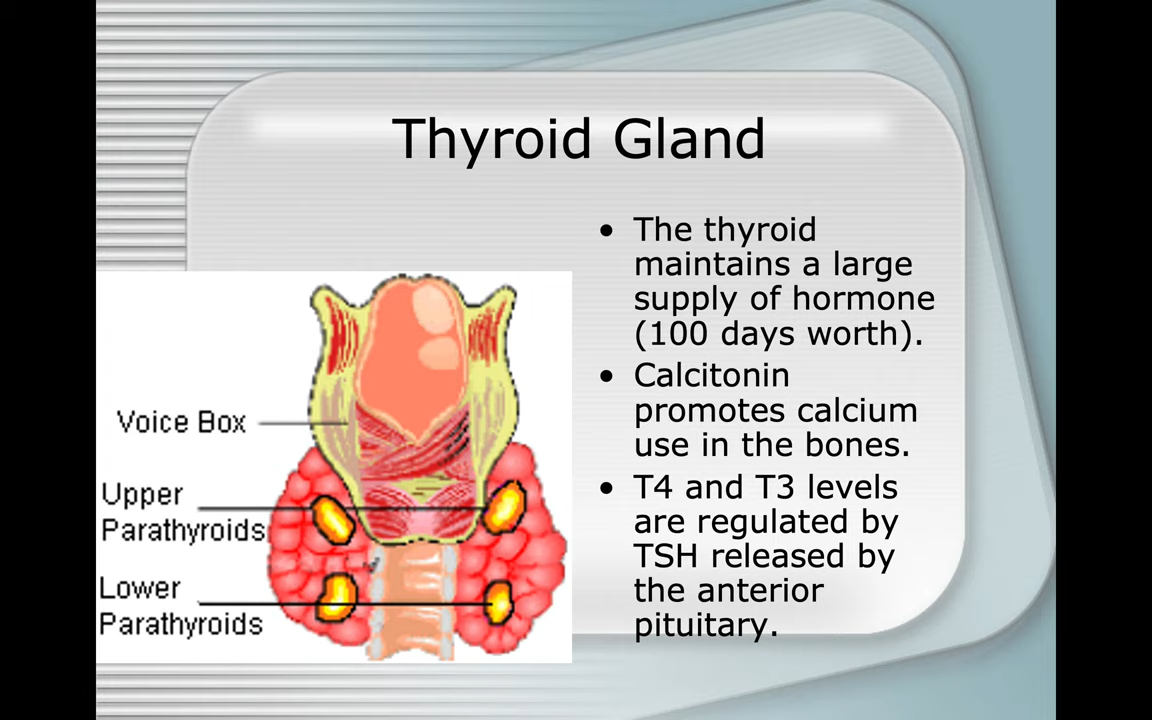 Thyroid Gland
• The thyroid
maintains a large
supply of hormone
(100 days worth).
• Calcitonin
promotes calcium
use in the bones.
• T4 and T3 levels
are regulated by
TSH released by
the anterior
pituitary.
Voice Box
Upper
Parathyroids
Lower
Parathyroids